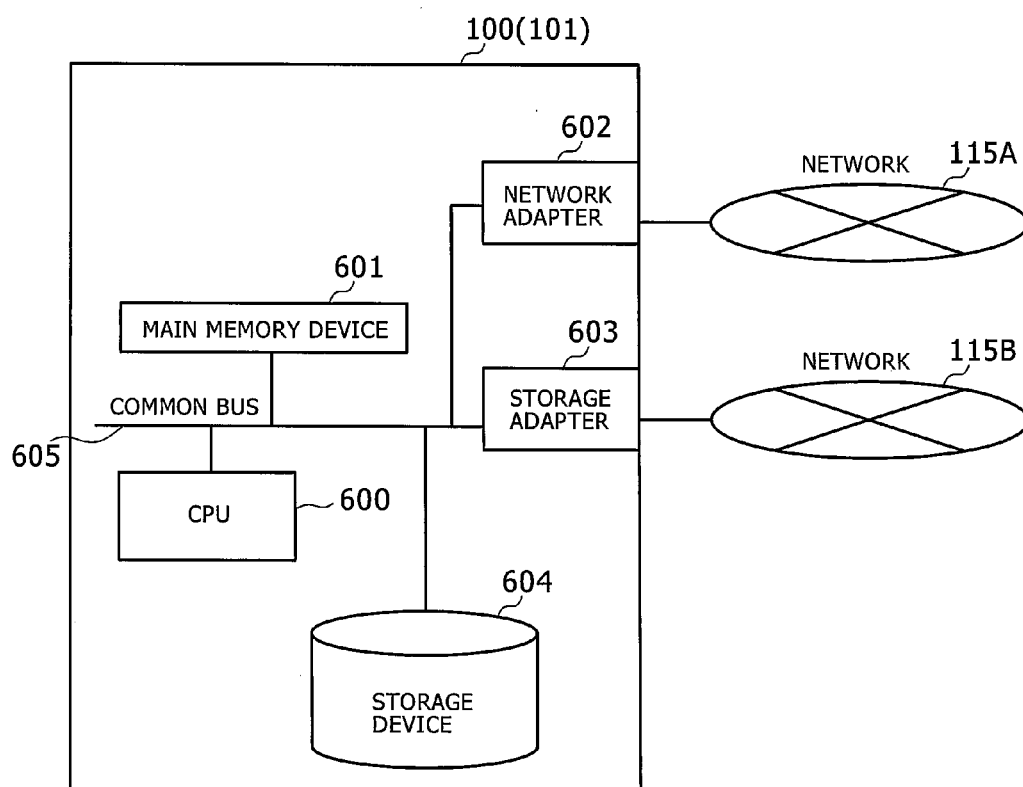 100(101)
602
NETWORK
ADAPTER
NETWORK
115A
601
MAIN MEMORY DEVICE
603
STORAGE
ADAPTER
NETWORK
115B
COMMON BUS
605
CPU
600
604
STORAGE
DEVICE